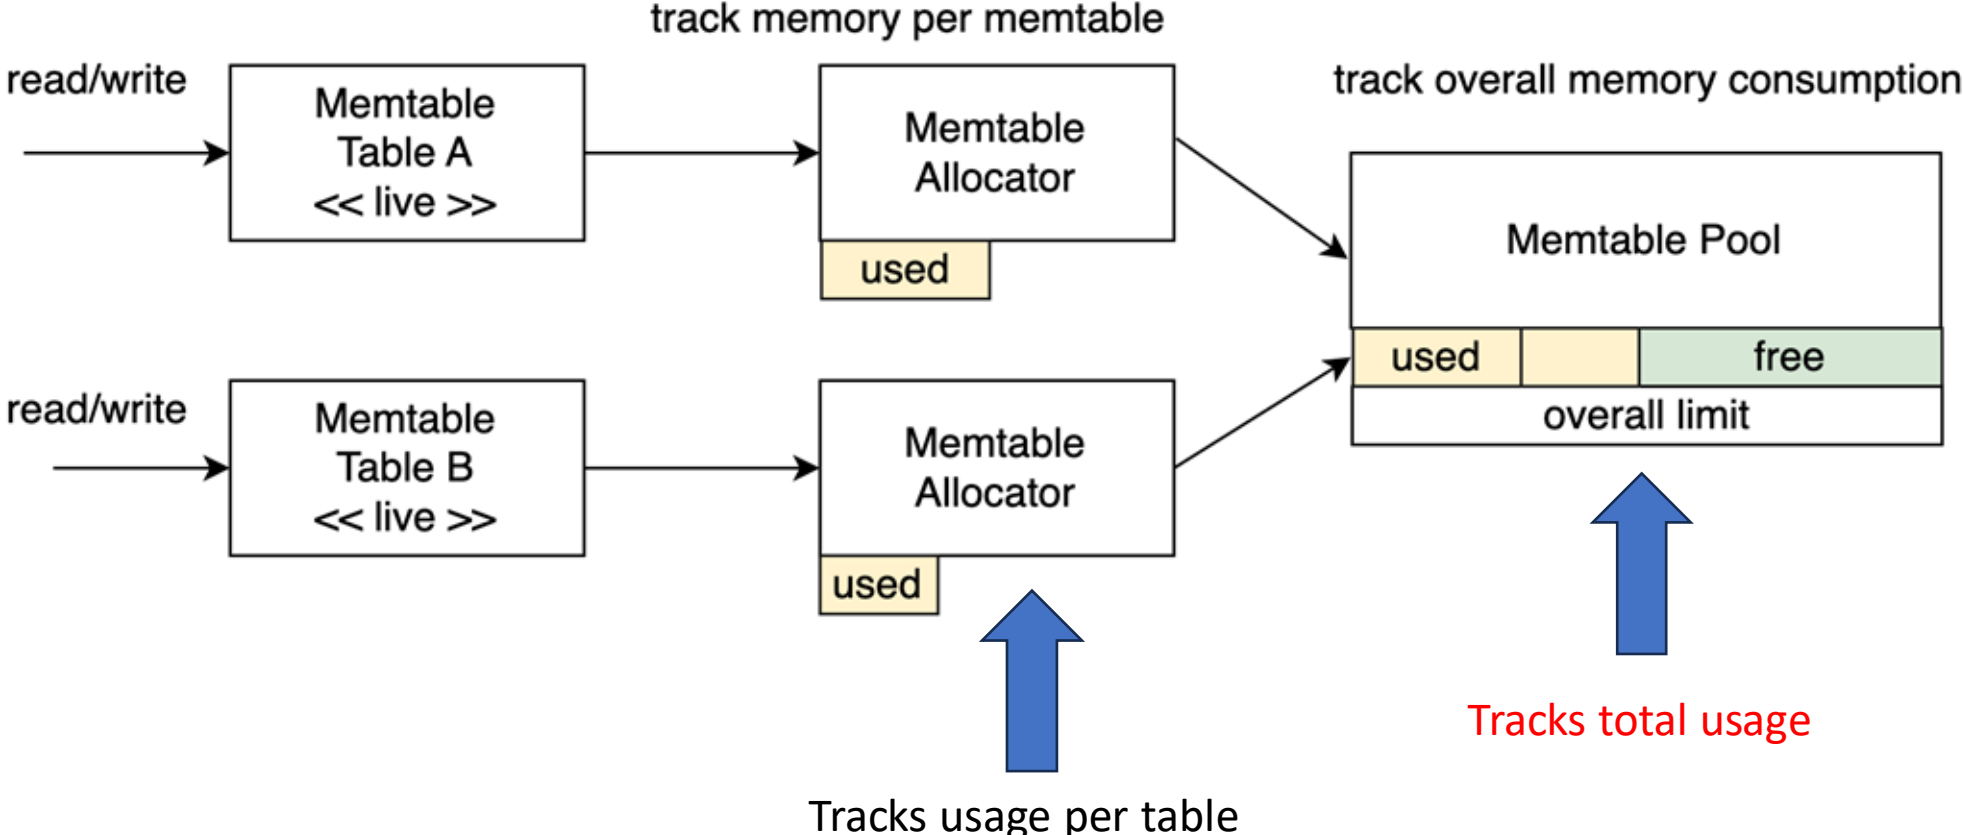 track memory per memtable
read/write
Memtable
Table A
<< live >>
Memtable
Allocator
used
track overall memory consumption
Memtable Pool
used
free
overall limit
read/write
Memtable
Table B
<< live >>
Memtable
Allocator
used
Tracks total usage
Tracks usage per table